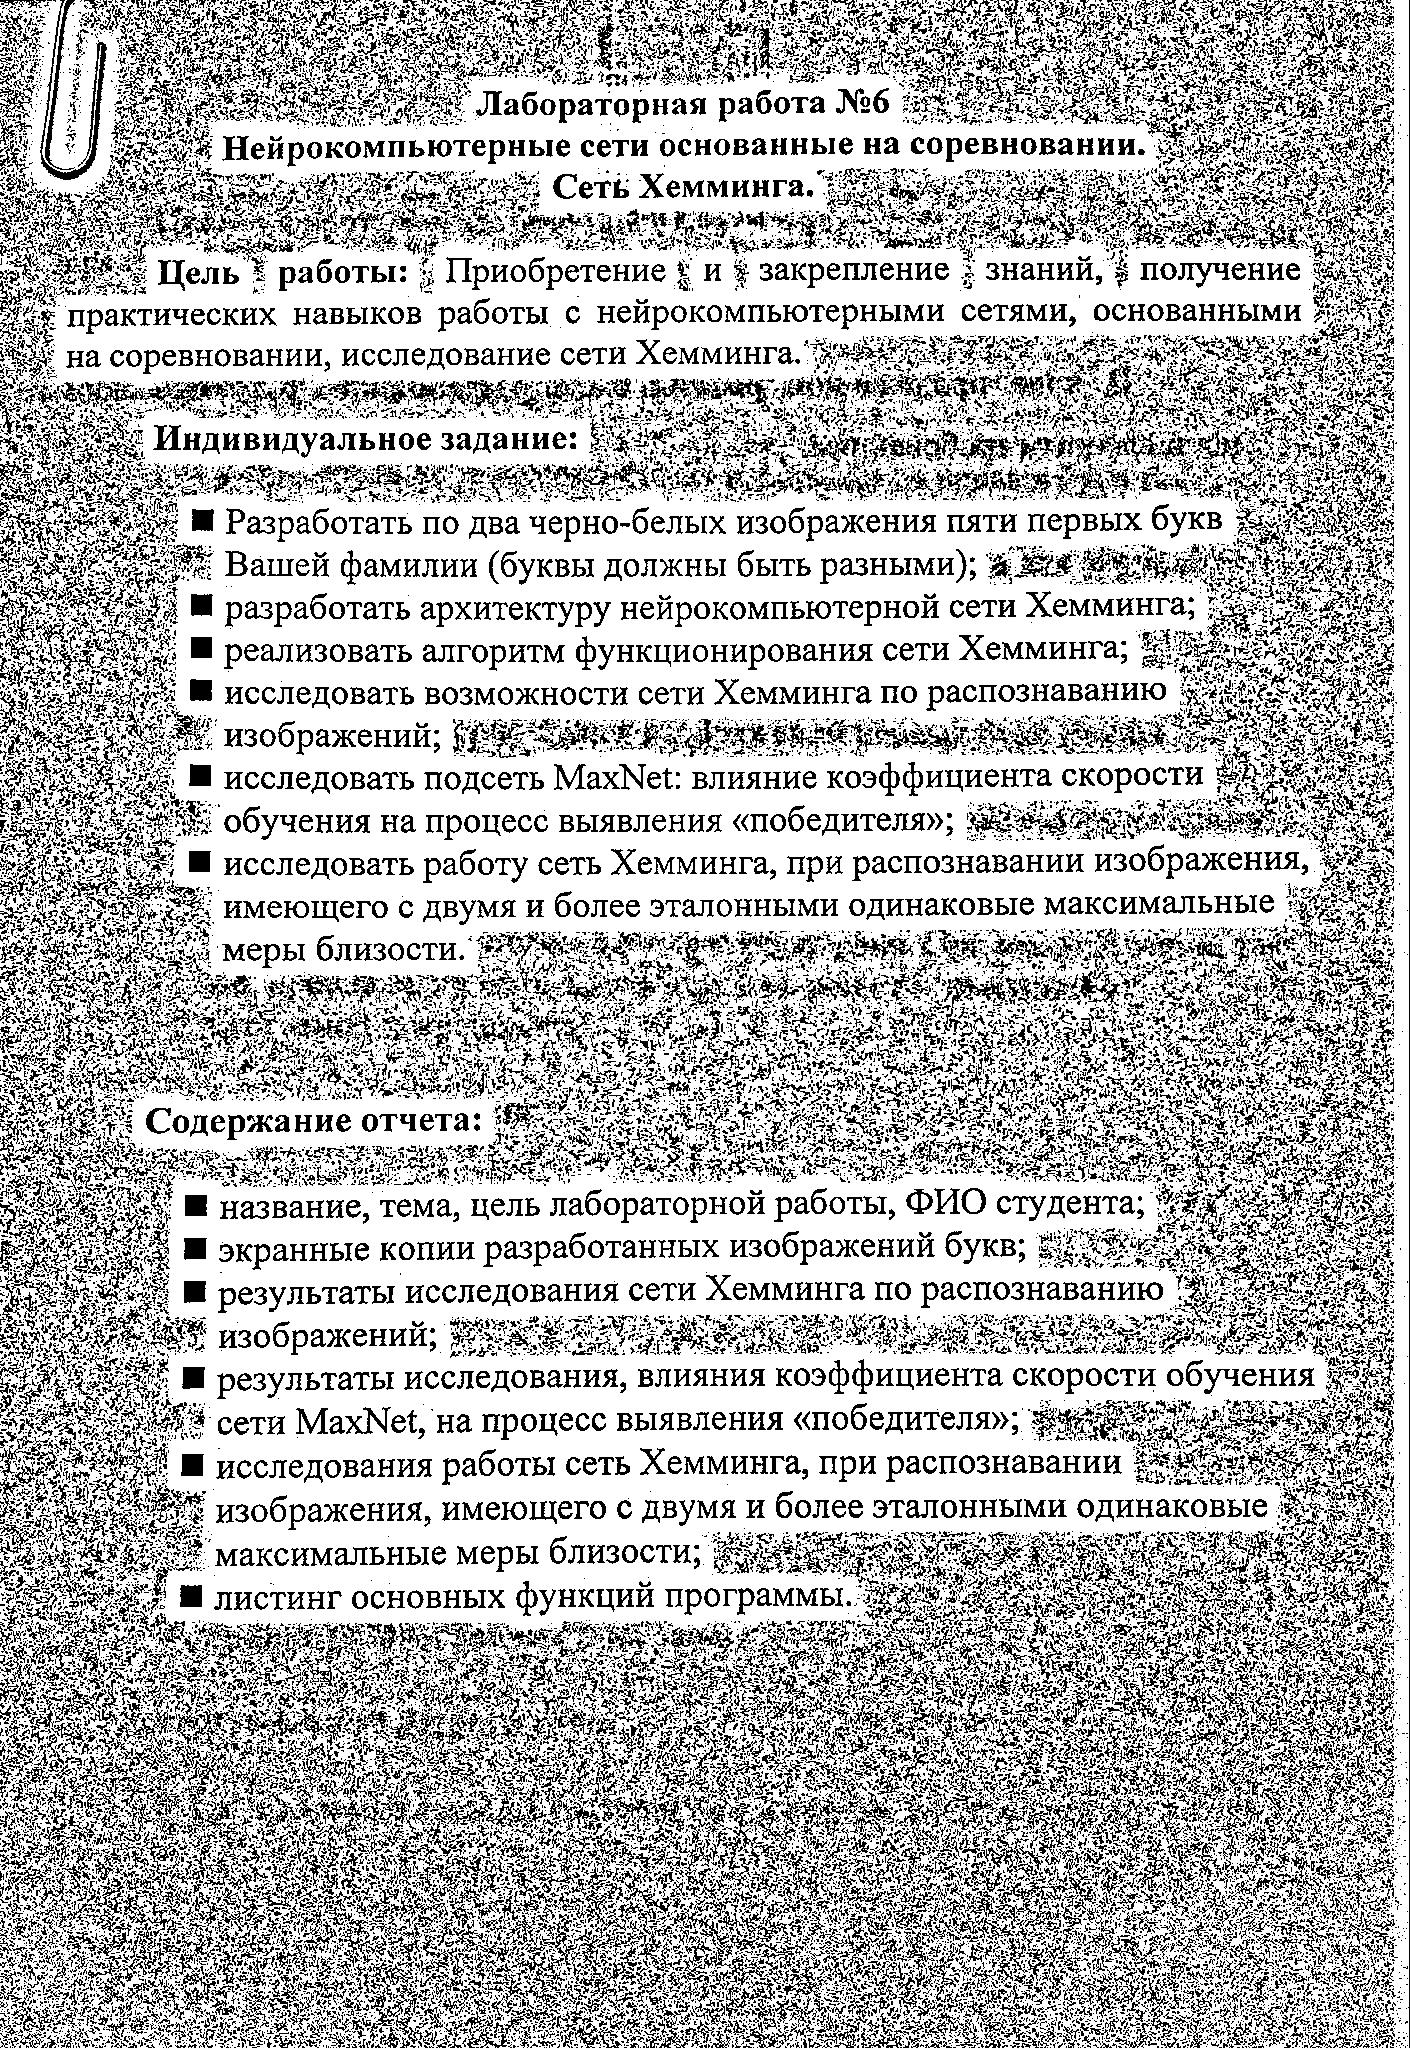 Лабораторная работа №6
Нейрокомпьютерные сети основанные на соревновании.
Сеть Хемминга.
Цель работы: Приобретение и закрепление знаний, получение
практических навыков работы с нейрокомпьютерными сетями, основанными
на соревновании, исследование сети Хемминга.
Индивидуальное задание:
■ Разработать по два черно-белых изображения пяти первых букв
Вашей фамилии (буквы должны быть разными);
■ разработать архитектуру нейрокомпьютерной сети Хемминга;
■ реализовать алгоритм функционирования сети Хемминга;
■ исследовать возможности сети Хемминга по распознаванию
изображений;
■ исследовать подсеть MaxNet: влияние коэффициента скорости
обучения на процесс выявления «победителя»;
■ исследовать работу сеть Хемминга, при распознавании изображения,
имеющего с двумя и более эталонными одинаковые максимальные
меры близости.
Содержание отчета:
■ название, тема, цель лабораторной работы, ФИО студента;
■ экранные копии разработанных изображений букв;
■ результаты исследования сети Хемминга по распознаванию
изображений;
■ результаты исследования, влияния коэффициента скорости обучения
сети MaxNet, на процесс выявления «победителя»;
■ исследования работы сеть Хемминга, при распознавании
изображения, имеющего с двумя и более эталонными одинаковые
максимальные меры близости;
■ листинг основных функций программы.